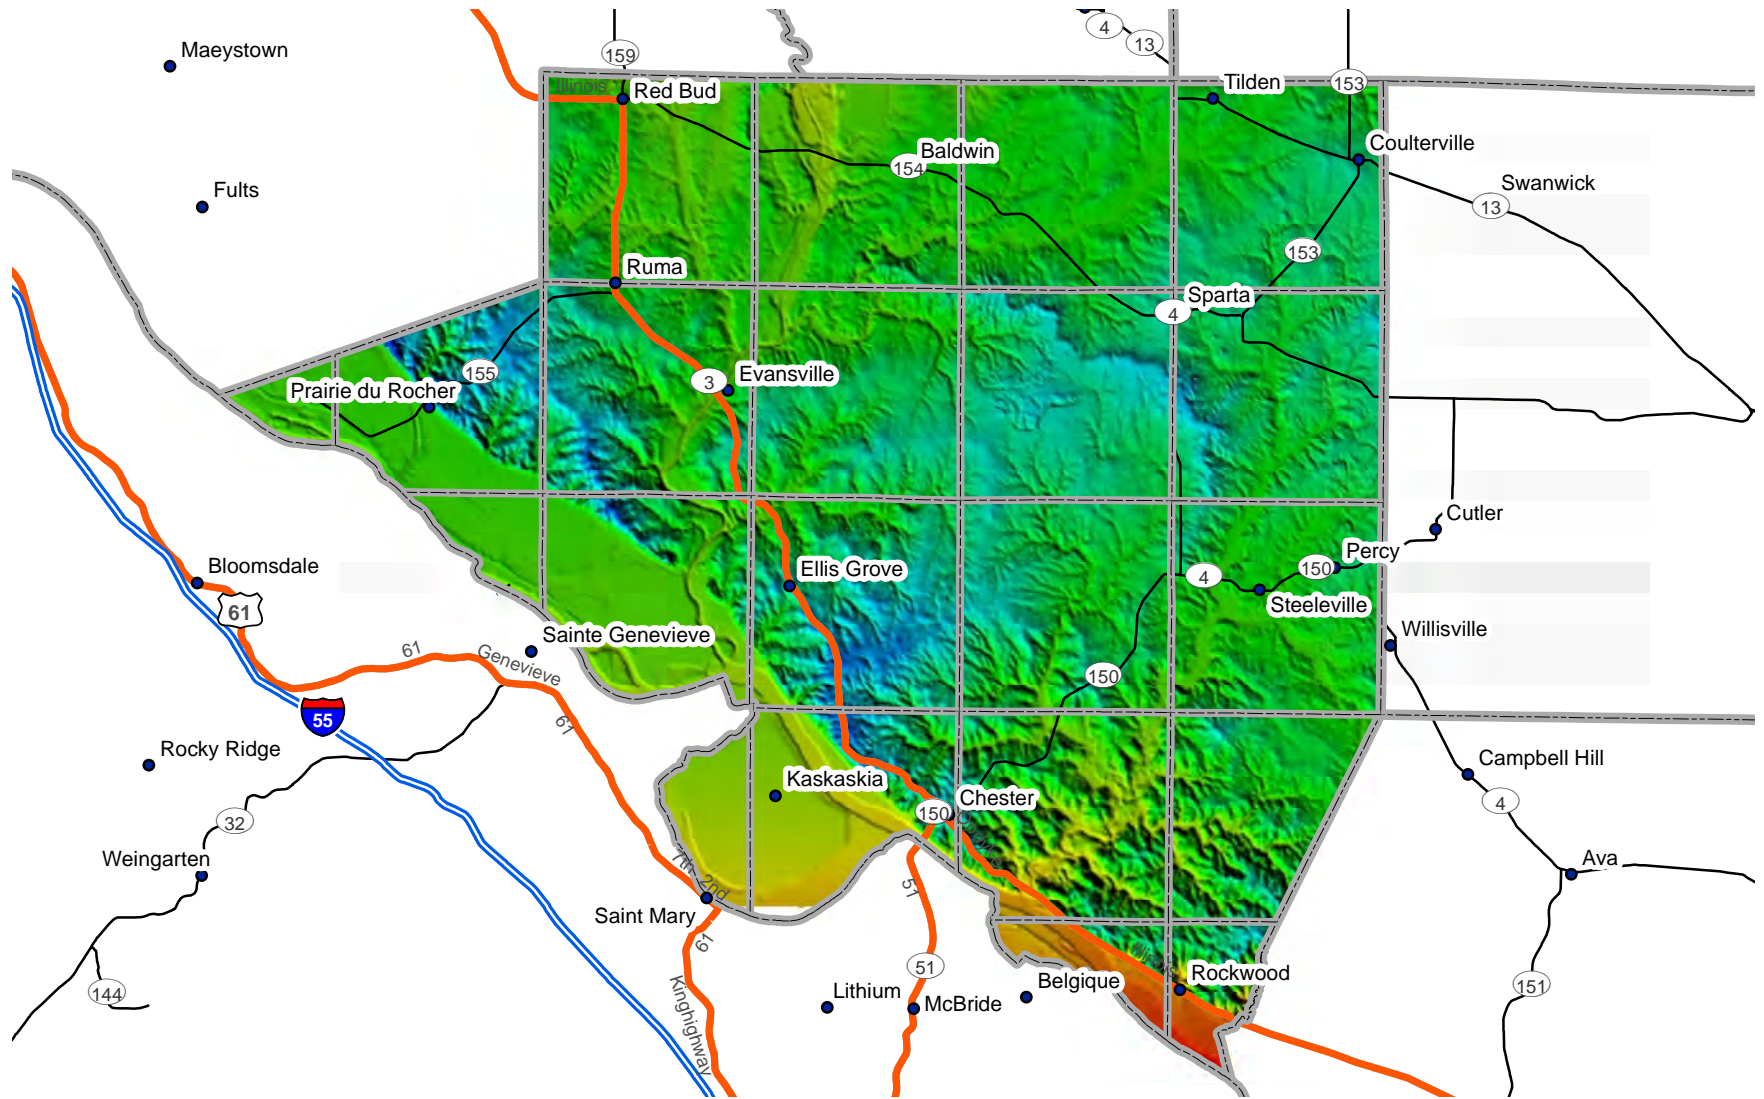 4
13
Maeystown
159
Illinois
Red Bud
Tilden
153
Coulterville
Baldwin
154
Swanwick
13
Fults
153
Ruma
Sparta
4
155
Prairie du Rocher
3
Evansville
Cutler
Percy
150
4
Steeleville
Bloomsdale
61
Ellis Grove
Willisville
Sainte Genevieve
61
Genevieve
150
55
61
Rocky Ridge
Campbell Hill
Kaskaskia
Chester
150
4
32
Weingarten
Ava
7th
2nd
51
Saint Mary
61
51
Rockwood
Belgique
Lithium
McBride
144
151
Kinghighway